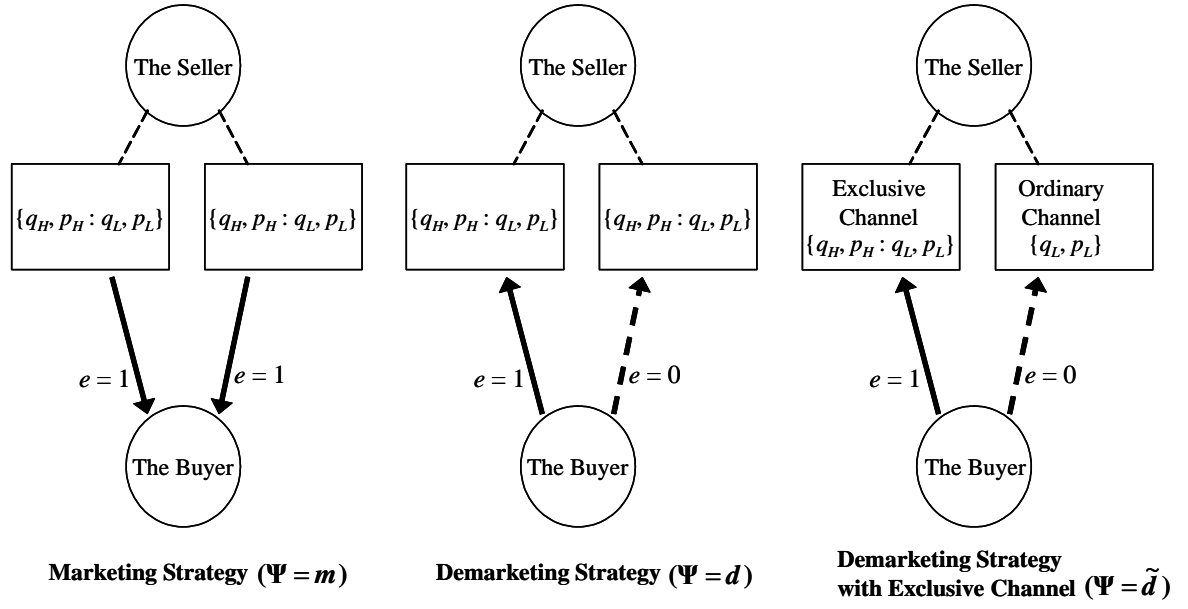 The Seller
{q_H, p_H : q_L, p_L}
{q_H, p_H : q_L, p_L}
e = 1
e = 1
The Buyer
Marketing Strategy (Ψ = m)
The Seller
{q_H, p_H : q_L, p_L}
{q_H, p_H : q_L, p_L}
e = 1
e = 0
The Buyer
Demarketing Strategy (Ψ = d)
The Seller
Exclusive
Channel
{q_H, p_H : q_L, p_L}
Ordinary
Channel
{q_L, p_L}
e = 1
e = 0
The Buyer
Demarketing Strategy
with Exclusive Channel (Ψ = d̃)